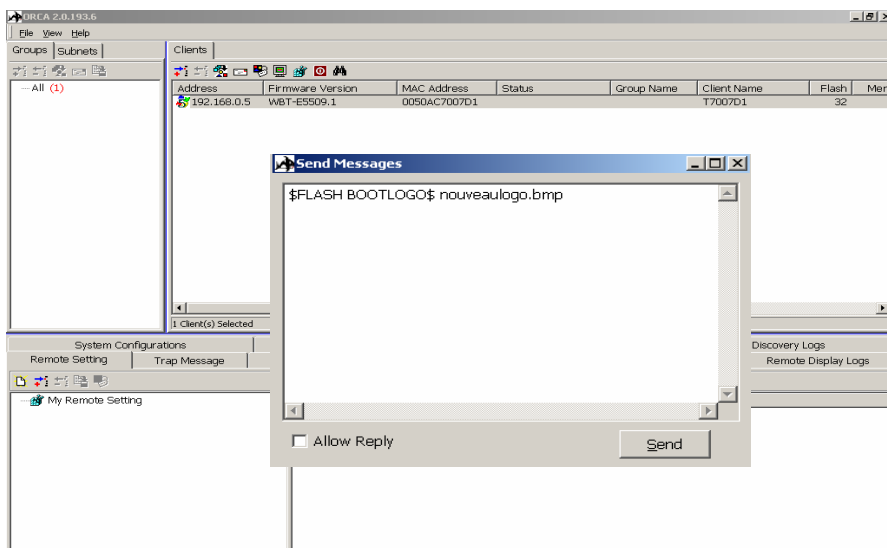 ORCA 2.0.193.6
File View Help
Groups Subnets
Clients
All (1)
Address Firmware Version MAC Address Status Group Name Client Name Flash Mer
192.168.0.5 WBT-E5509.1 0050AC7007D1 T7007D1 32
Send Messages
$FLASH BOOTLOGO$ nouveaulogo.bmp
1 Client(s) Selected
System Configurations
Discovery Logs
Remote Setting Trap Message
Remote Display Logs
My Remote Setting
Allow Reply
Send